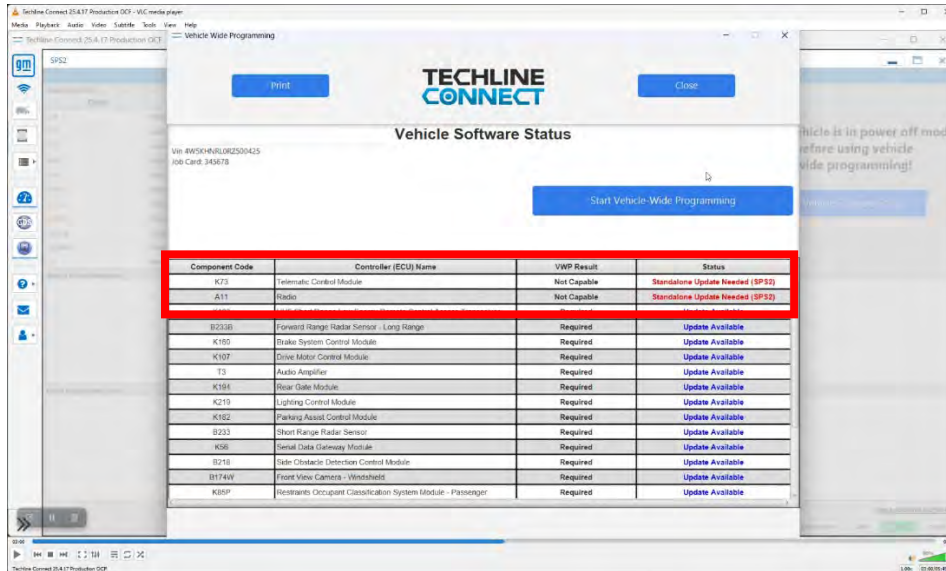 Techline Connect 25.4.17 Production OCF - VLC media player
Media Playback Audio Video Subtitle Tools View Help
Techline Connect 25.4.17 Production OCF
Vehicle Wide Programming
gm
SPS2
Print
TECHLINE
CONNECT
Close
Vehicle Software Status
Vin 4W5KHNRL0RZ500425
Job Card: 345678
hicle is in power off mod
efore using vehicle
wide programming!
Start Vehicle-Wide Programming
Component Code Controller (ECU) Name VWP Result Status
K73 Telematic Control Module Not Capable Standalone Update Needed (SPS2)
A11 Radio Not Capable Standalone Update Needed (SPS2)
B233B Forward Range Radar Sensor - Long Range Required Update Available
K160 Brake System Control Module Required Update Available
K107 Drive Motor Control Module Required Update Available
T3 Audio Amplifier Required Update Available
K194 Rear Gate Module Required Update Available
K219 Lighting Control Module Required Update Available
K182 Parking Assist Control Module Required Update Available
B233 Short Range Radar Sensor Required Update Available
K56 Serial Data Gateway Module Required Update Available
B218 Side Obstacle Detection Control Module Required Update Available
B174W Front View Camera - Windshield Required Update Available
K85P Restraints Occupant Classification System Module - Passenger Required Update Available
Techline Connect 25.4.17 Production OCF
1.00x